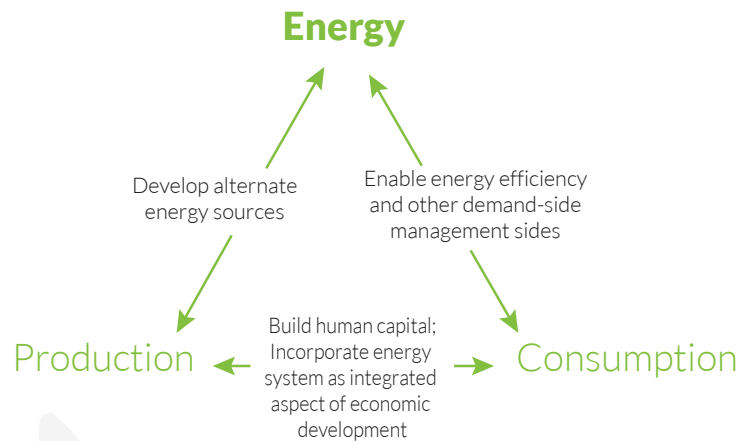 Energy
Develop alternate
energy sources
Enable energy efficiency
and other demand-side
management sides
Production
Build human capital;
Incorporate energy
system as integrated
aspect of economic
development
Consumption